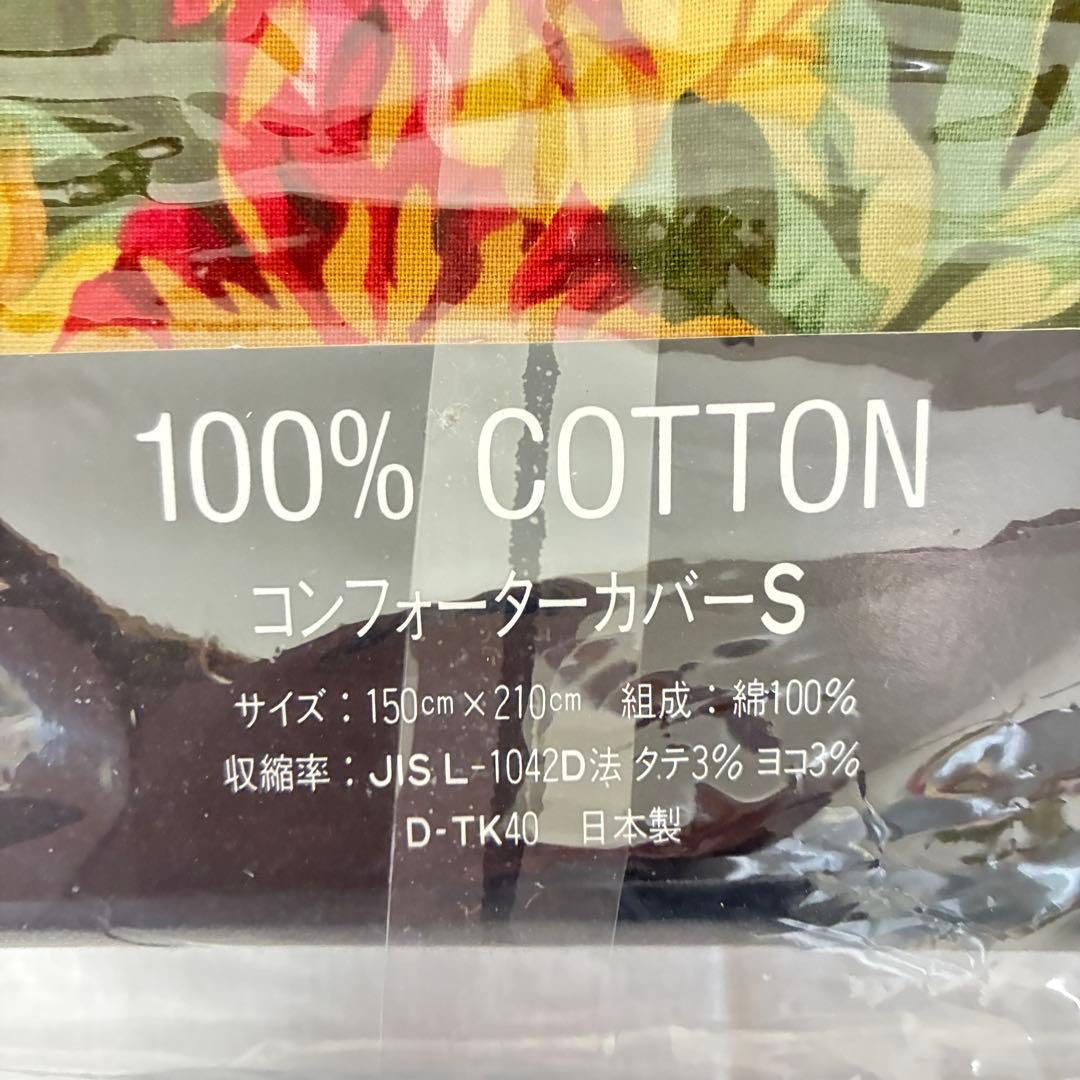 100% COTTON
コンフォーターカバーS
サイズ：150cm×210cm 組成：綿100%
収縮率：JIS L-1042D法 タテ3% ヨコ3%
D-TK40 日本製